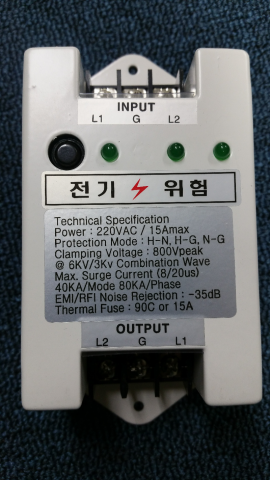 INPUT
L1 G L2
전기 위험
Technical Specification
Power : 220VAC / 15Amax
Protection Mode : H-N, H-G, N-G
Clamping Voltage : 800Vpeak
@ 6KV/3Kv Combination Wave
Max. Surge Current (8/20us)
40KA/Mode 80KA/Phase
EMI/RFI Noise Rejection : -35dB
Thermal Fuse : 90C or 15A
OUTPUT
L2 G L1